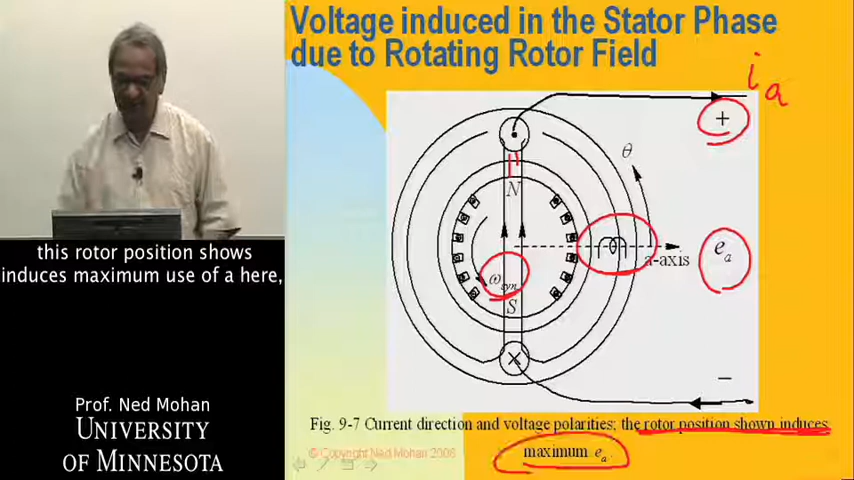 Voltage induced in the Stator Phase
due to Rotating Rotor Field
i a
+
θ
N
e a
a-axis
ω syn
S
this rotor position shows
induces maximum use of a here,
−
Prof. Ned Mohan
UNIVERSITY
OF MINNESOTA
Fig. 9-7 Current direction and voltage polarities; the rotor position shown induces
maximum e a
© Copyright Ned Mohan 2008